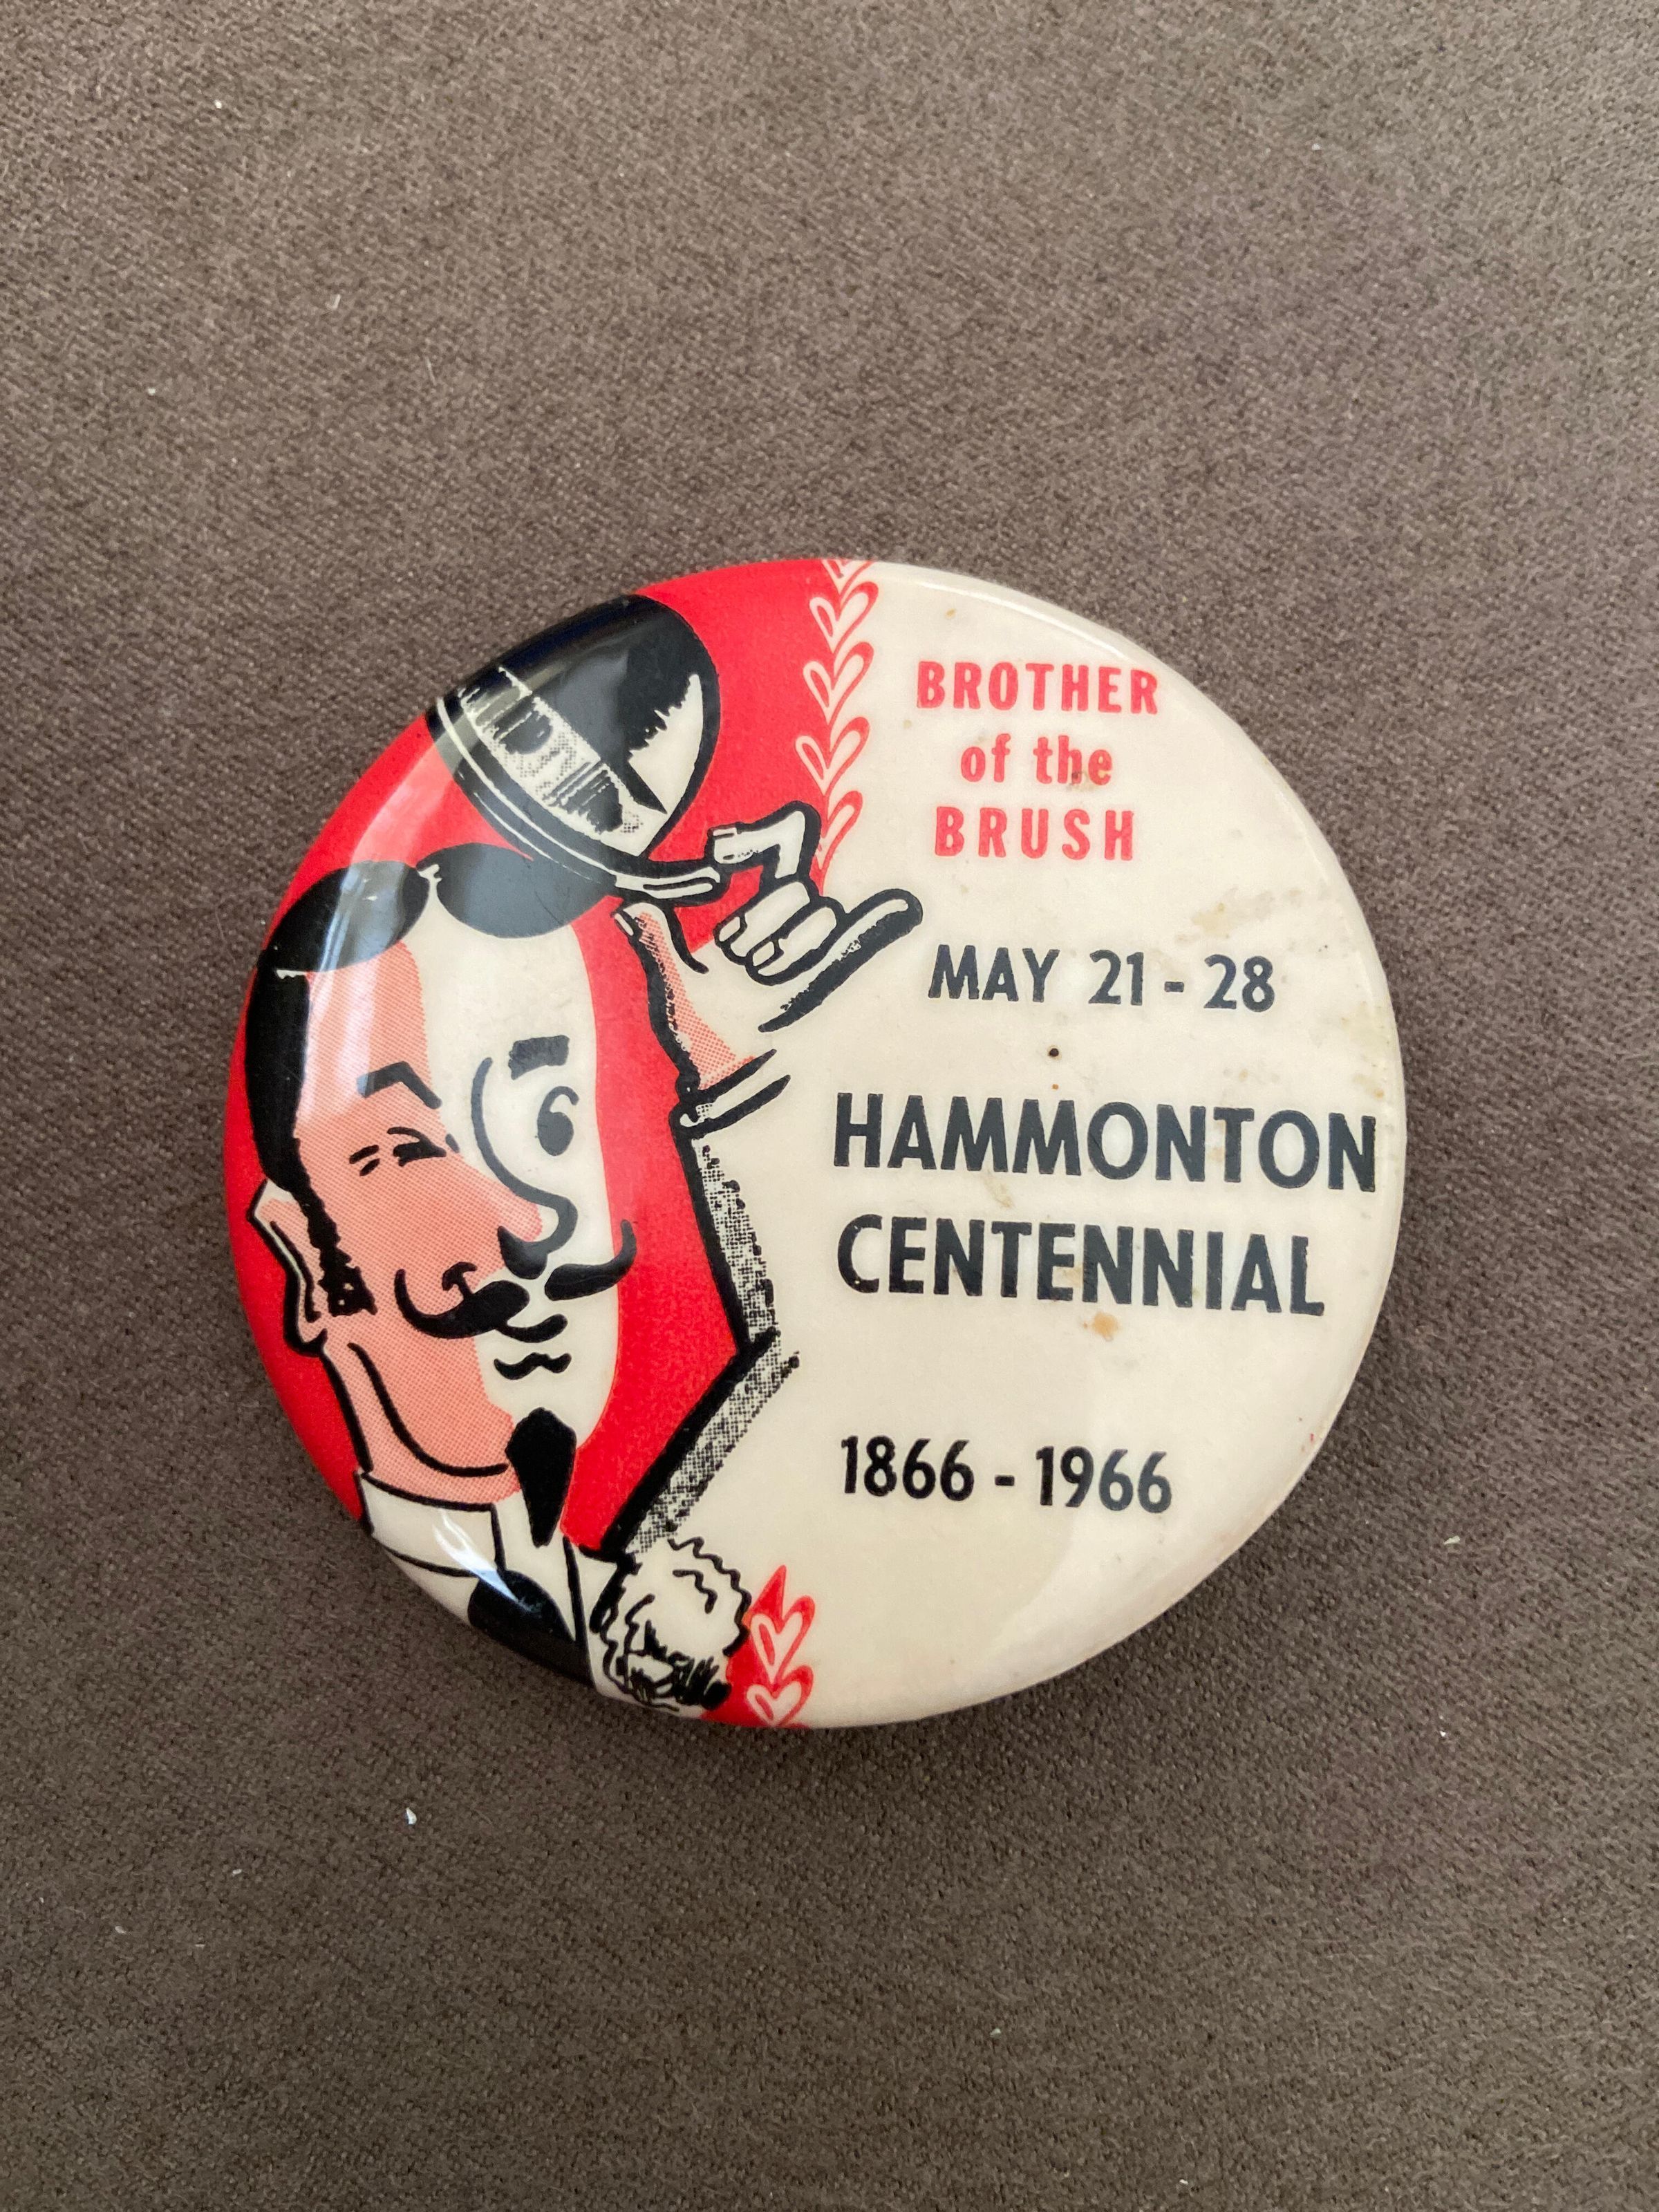 BROTHER
of the
BRUSH
MAY 21 - 28
HAMMONTON
CENTENNIAL
1866 - 1966